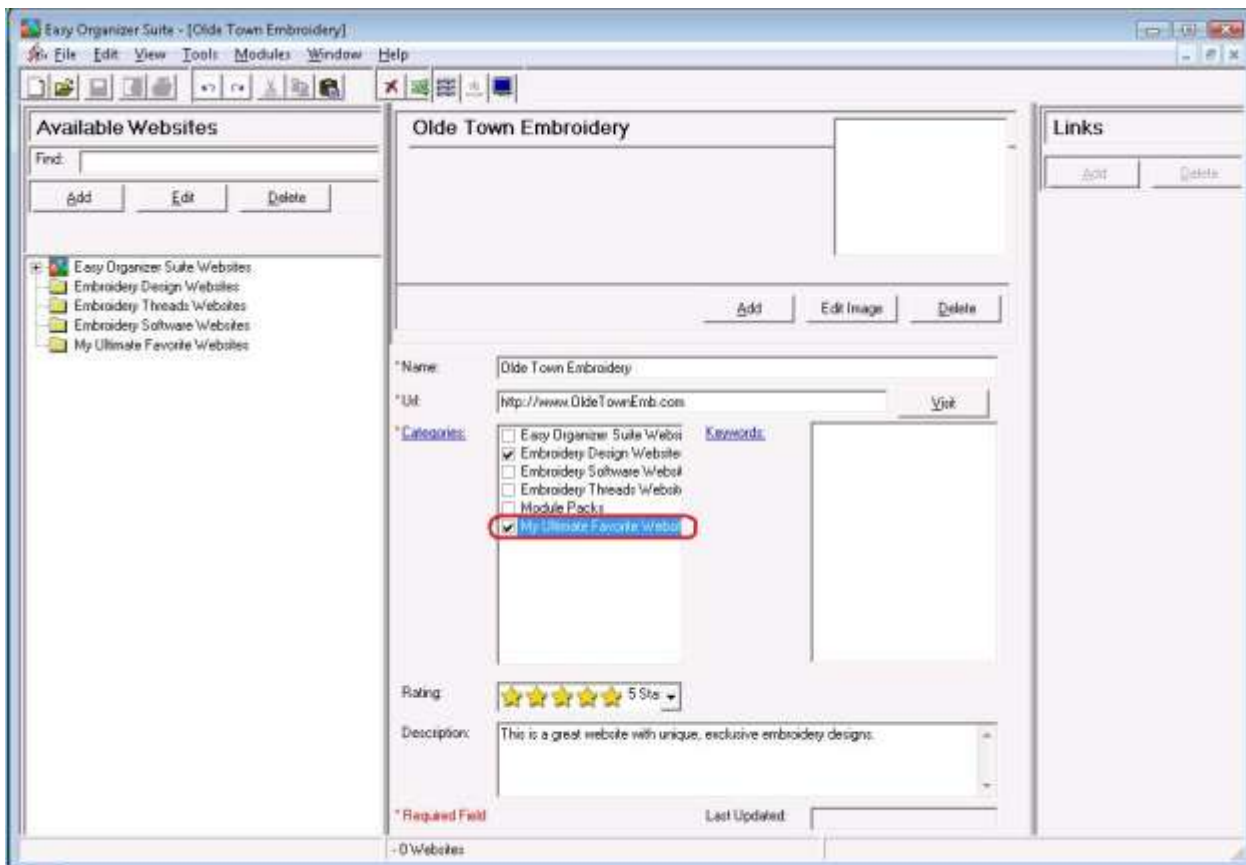 Easy Organizer Suite - [Olde Town Embroidery]
File Edit View Tools Modules Window Help
Available Websites
Find:
Add Edit Delete
Easy Organizer Suite Websites
Embroidery Design Websites
Embroidery Threads Websites
Embroidery Software Websites
My Ultimate Favorite Websites
Olde Town Embroidery
Add Edit Image Delete
*Name: Olde Town Embroidery
*Url: http://www.OldeTownEmb.com Visit
*Categories:
Easy Organizer Suite Websi
Embroidery Design Website
Embroidery Software Websit
Embroidery Threads Websit
Module Packs
My Ultimate Favorite Websit
Keywords:
Rating: 5 Star
Description: This is a great website with unique, exclusive embroidery designs.
* Required Field Last Updated:
- 0 Websites
Links
Add Delete